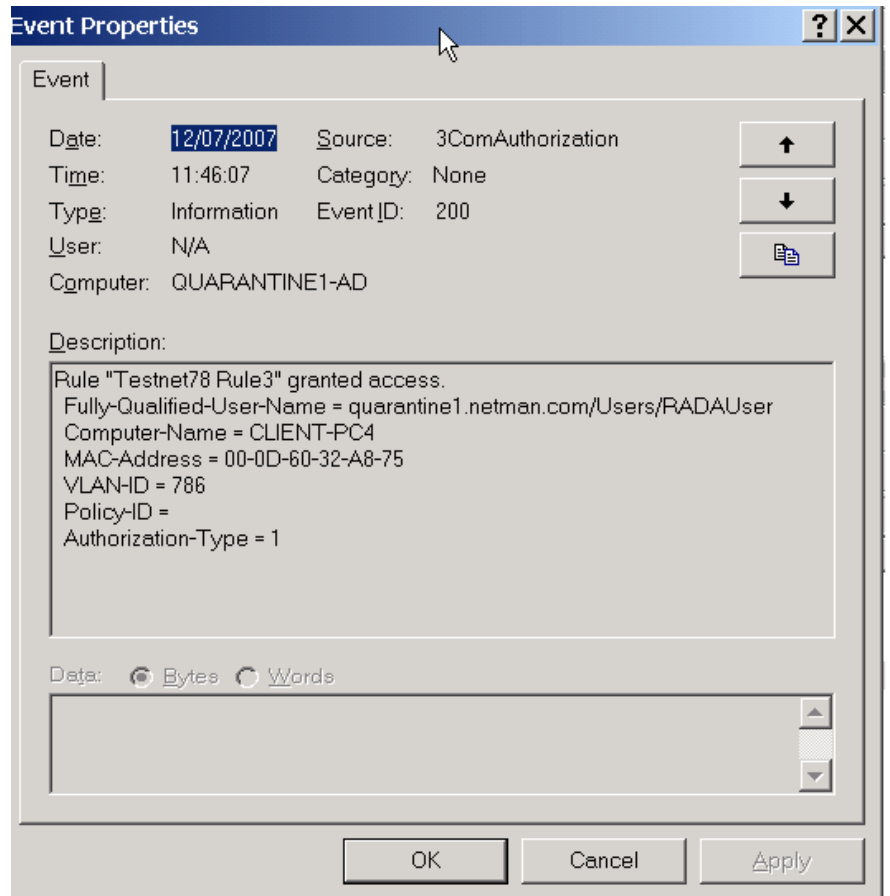 Event Properties
Event
Date: 12/07/2007 Source: 3ComAuthorization
Time: 11:46:07 Category: None
Type: Information Event ID: 200
User: N/A
Computer: QUARANTINE1-AD
Description:
Rule "Testnet78 Rule3" granted access.
Fully-Qualified-User-Name = quarantine1.netman.com/Users/RADAUser
Computer-Name = CLIENT-PC4
MAC-Address = 00-0D-60-32-A8-75
VLAN-ID = 786
Policy-ID =
Authorization-Type = 1
Data: Bytes Words
OK Cancel Apply